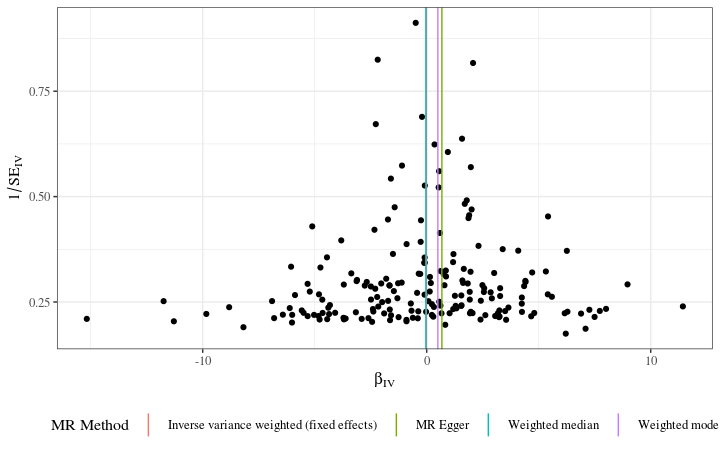 0.75
0.50
0.25
1/SE_IV
-10
0
10
β_IV
MR Method
Inverse variance weighted (fixed effects)
MR Egger
Weighted median
Weighted mode